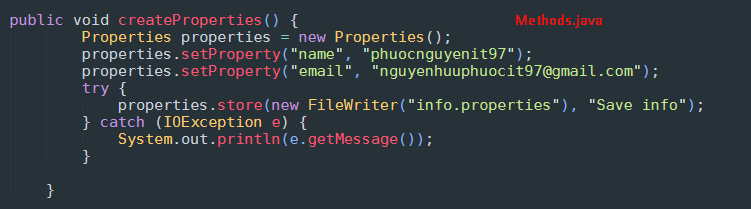 public void createProperties() {
Methods.java
Properties properties = new Properties();
properties.setProperty("name", "phuocnguyenit97");
properties.setProperty("email", "nguyenhuuphuocit97@gmail.com");
try {
properties.store(new FileWriter("info.properties"), "Save info");
} catch (IOException e) {
System.out.println(e.getMessage());
}
}